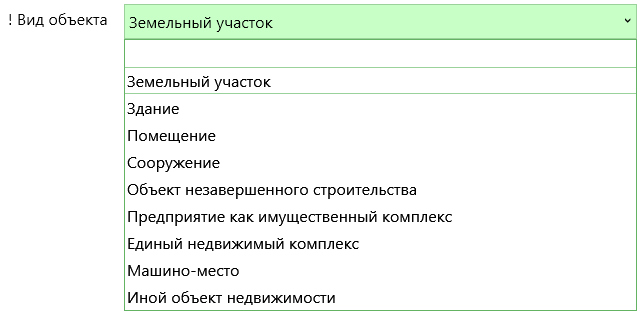 ! Вид объекта Земельный участок
Земельный участок
Здание
Помещение
Сооружение
Объект незавершенного строительства
Предприятие как имущественный комплекс
Единый недвижимый комплекс
Машино-место
Иной объект недвижимости